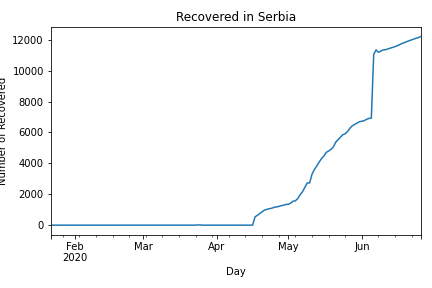 Recovered in Serbia
12000
10000
8000
6000
4000
2000
0
Number of Recovered
Feb
2020
Mar
Apr
May
Jun
Day